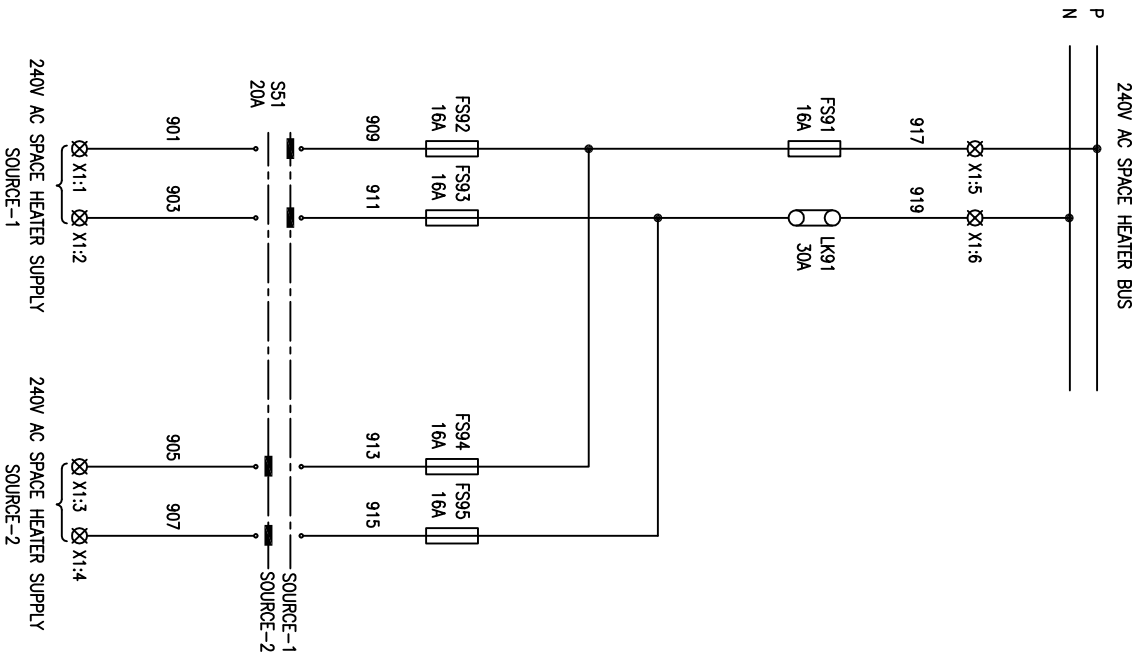 240V AC SPACE HEATER BUS
P
N
917
919
X1:5
X1:6
FS91
16A
LK91
30A
FS92
16A
FS93
16A
FS94
16A
FS95
16A
909
911
913
915
S51
20A
SOURCE-1
SOURCE-2
901
903
905
907
X1:1
X1:2
X1:3
X1:4
240V AC SPACE HEATER SUPPLY
SOURCE-1
240V AC SPACE HEATER SUPPLY
SOURCE-2